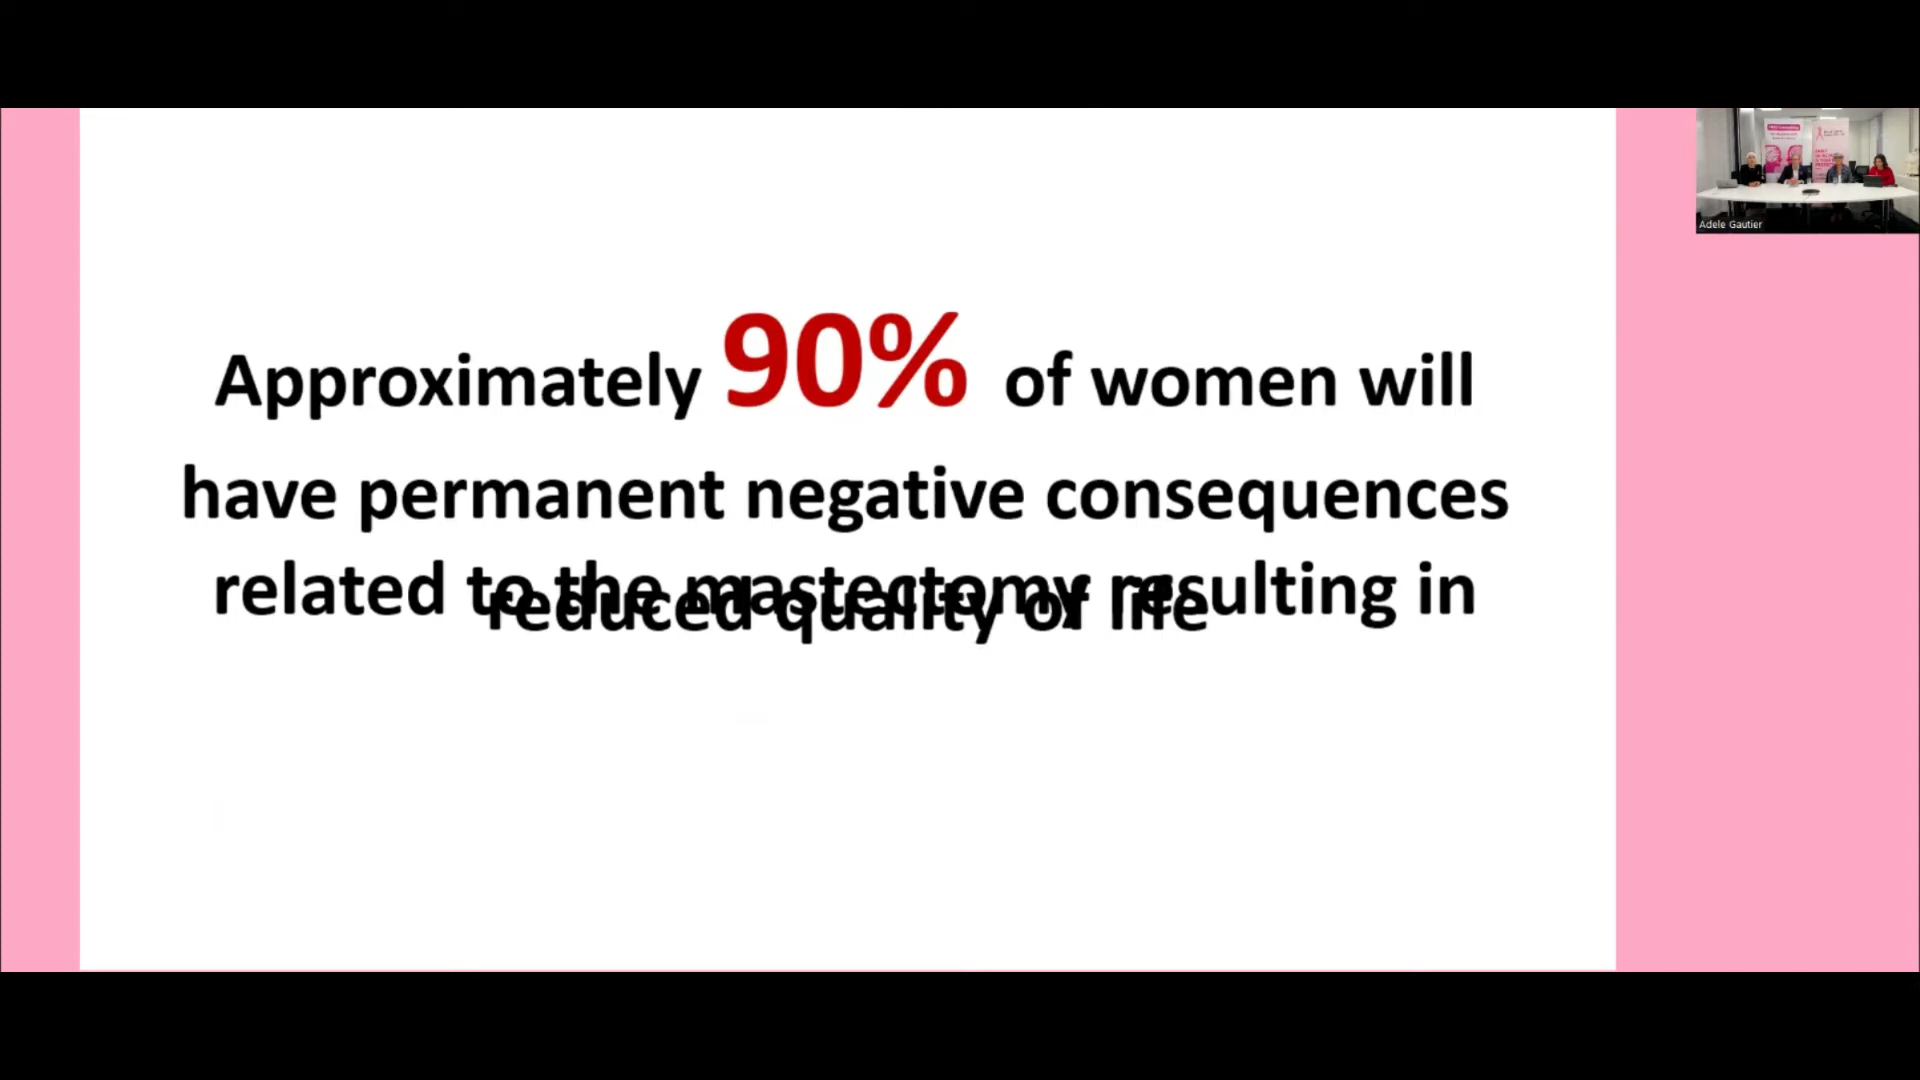 Approximately 90% of women will
have permanent negative consequences
related to the mastectomy resulting in
reduced quality of life
Adele Gautier